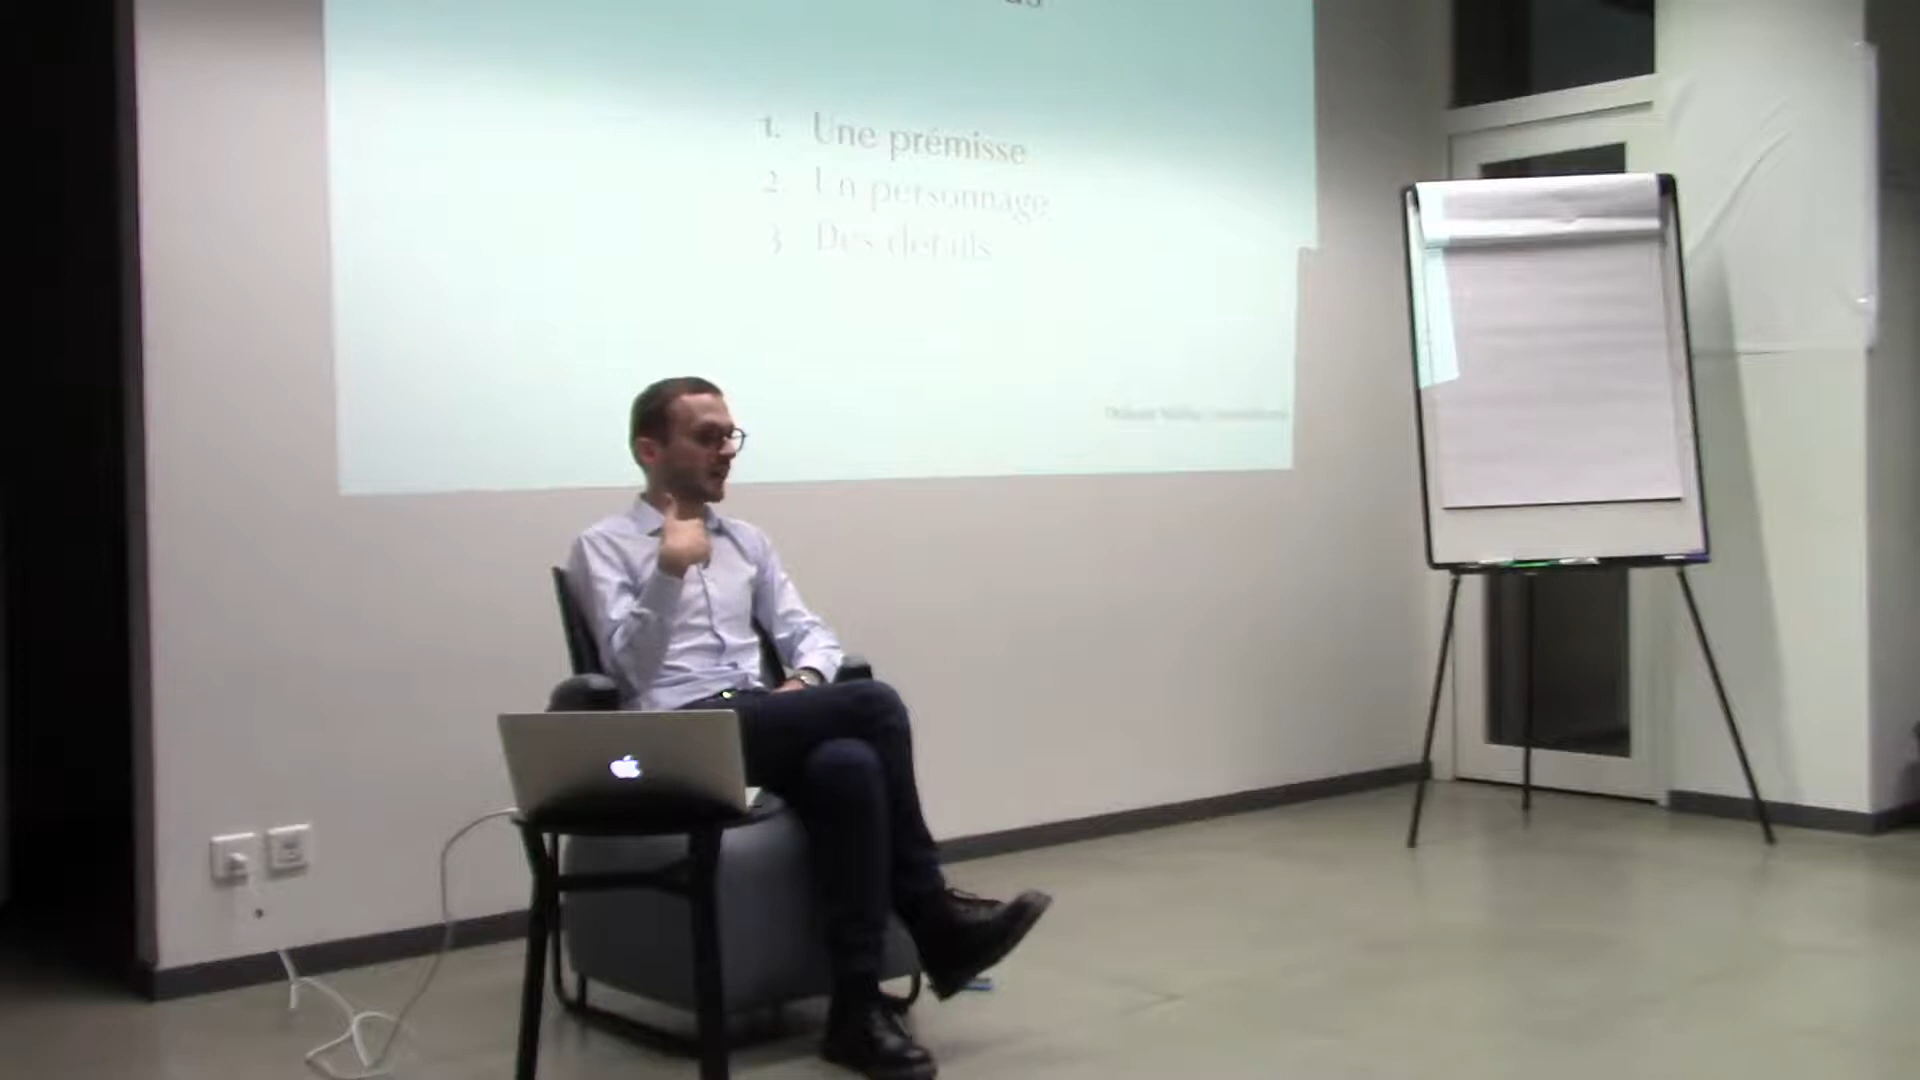 1. Une prémisse
2. Un personnage
3 Des détails